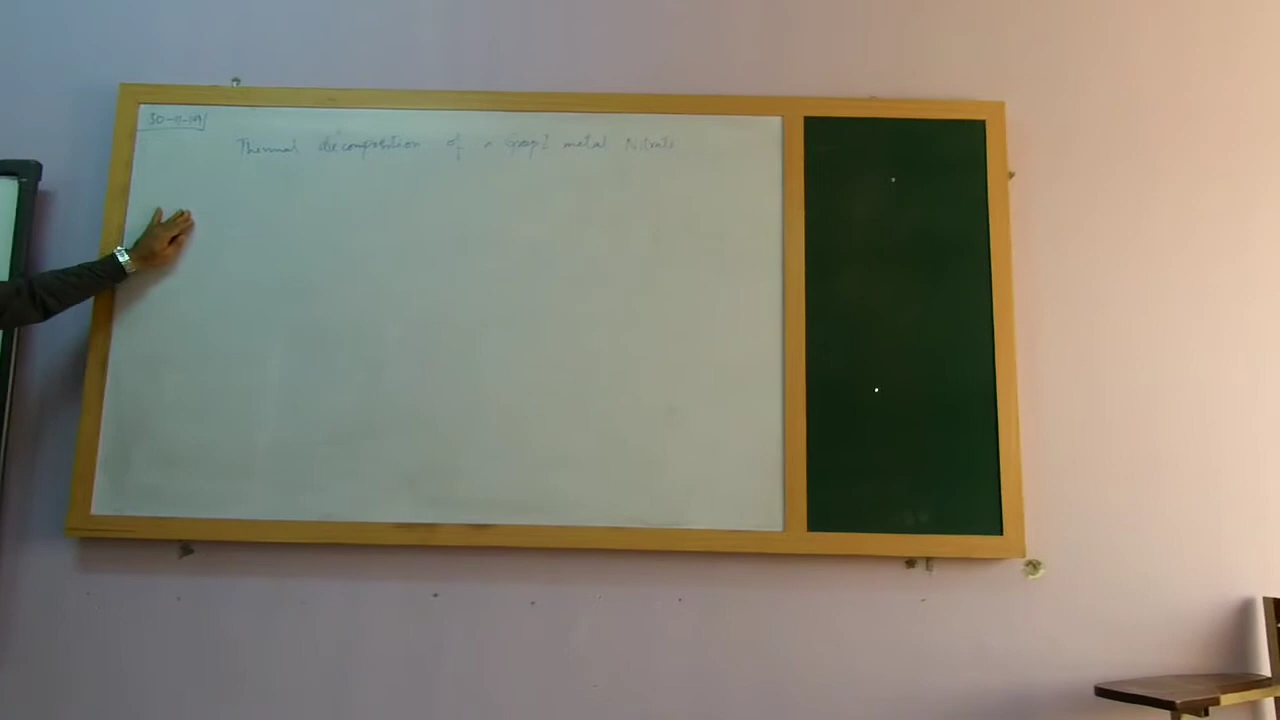 30-11-19
Thermal decomposition of a Group I metal Nitrate